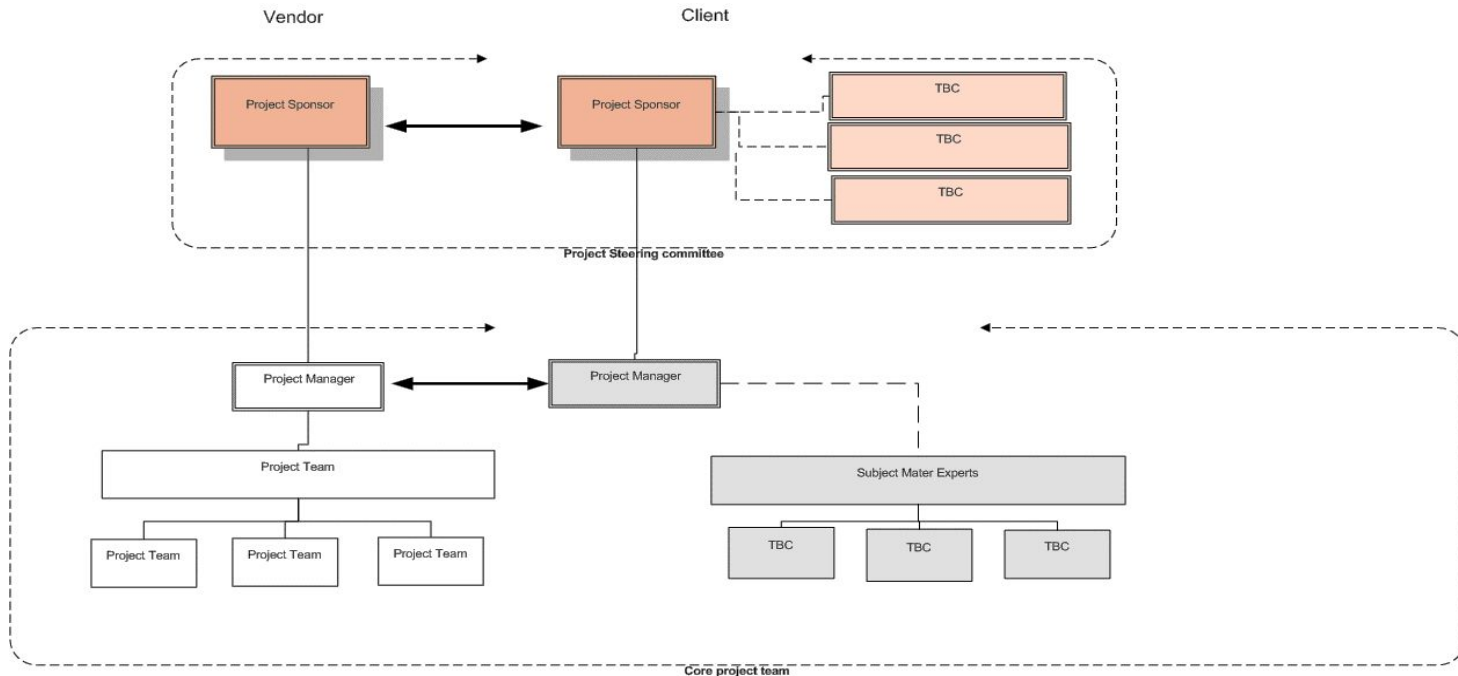 Vendor
Client
Project Sponsor
Project Sponsor
TBC
TBC
TBC
Project Steering committee
Project Manager
Project Manager
Project Team
Subject Mater Experts
Project Team
Project Team
Project Team
TBC
TBC
TBC
Core project team